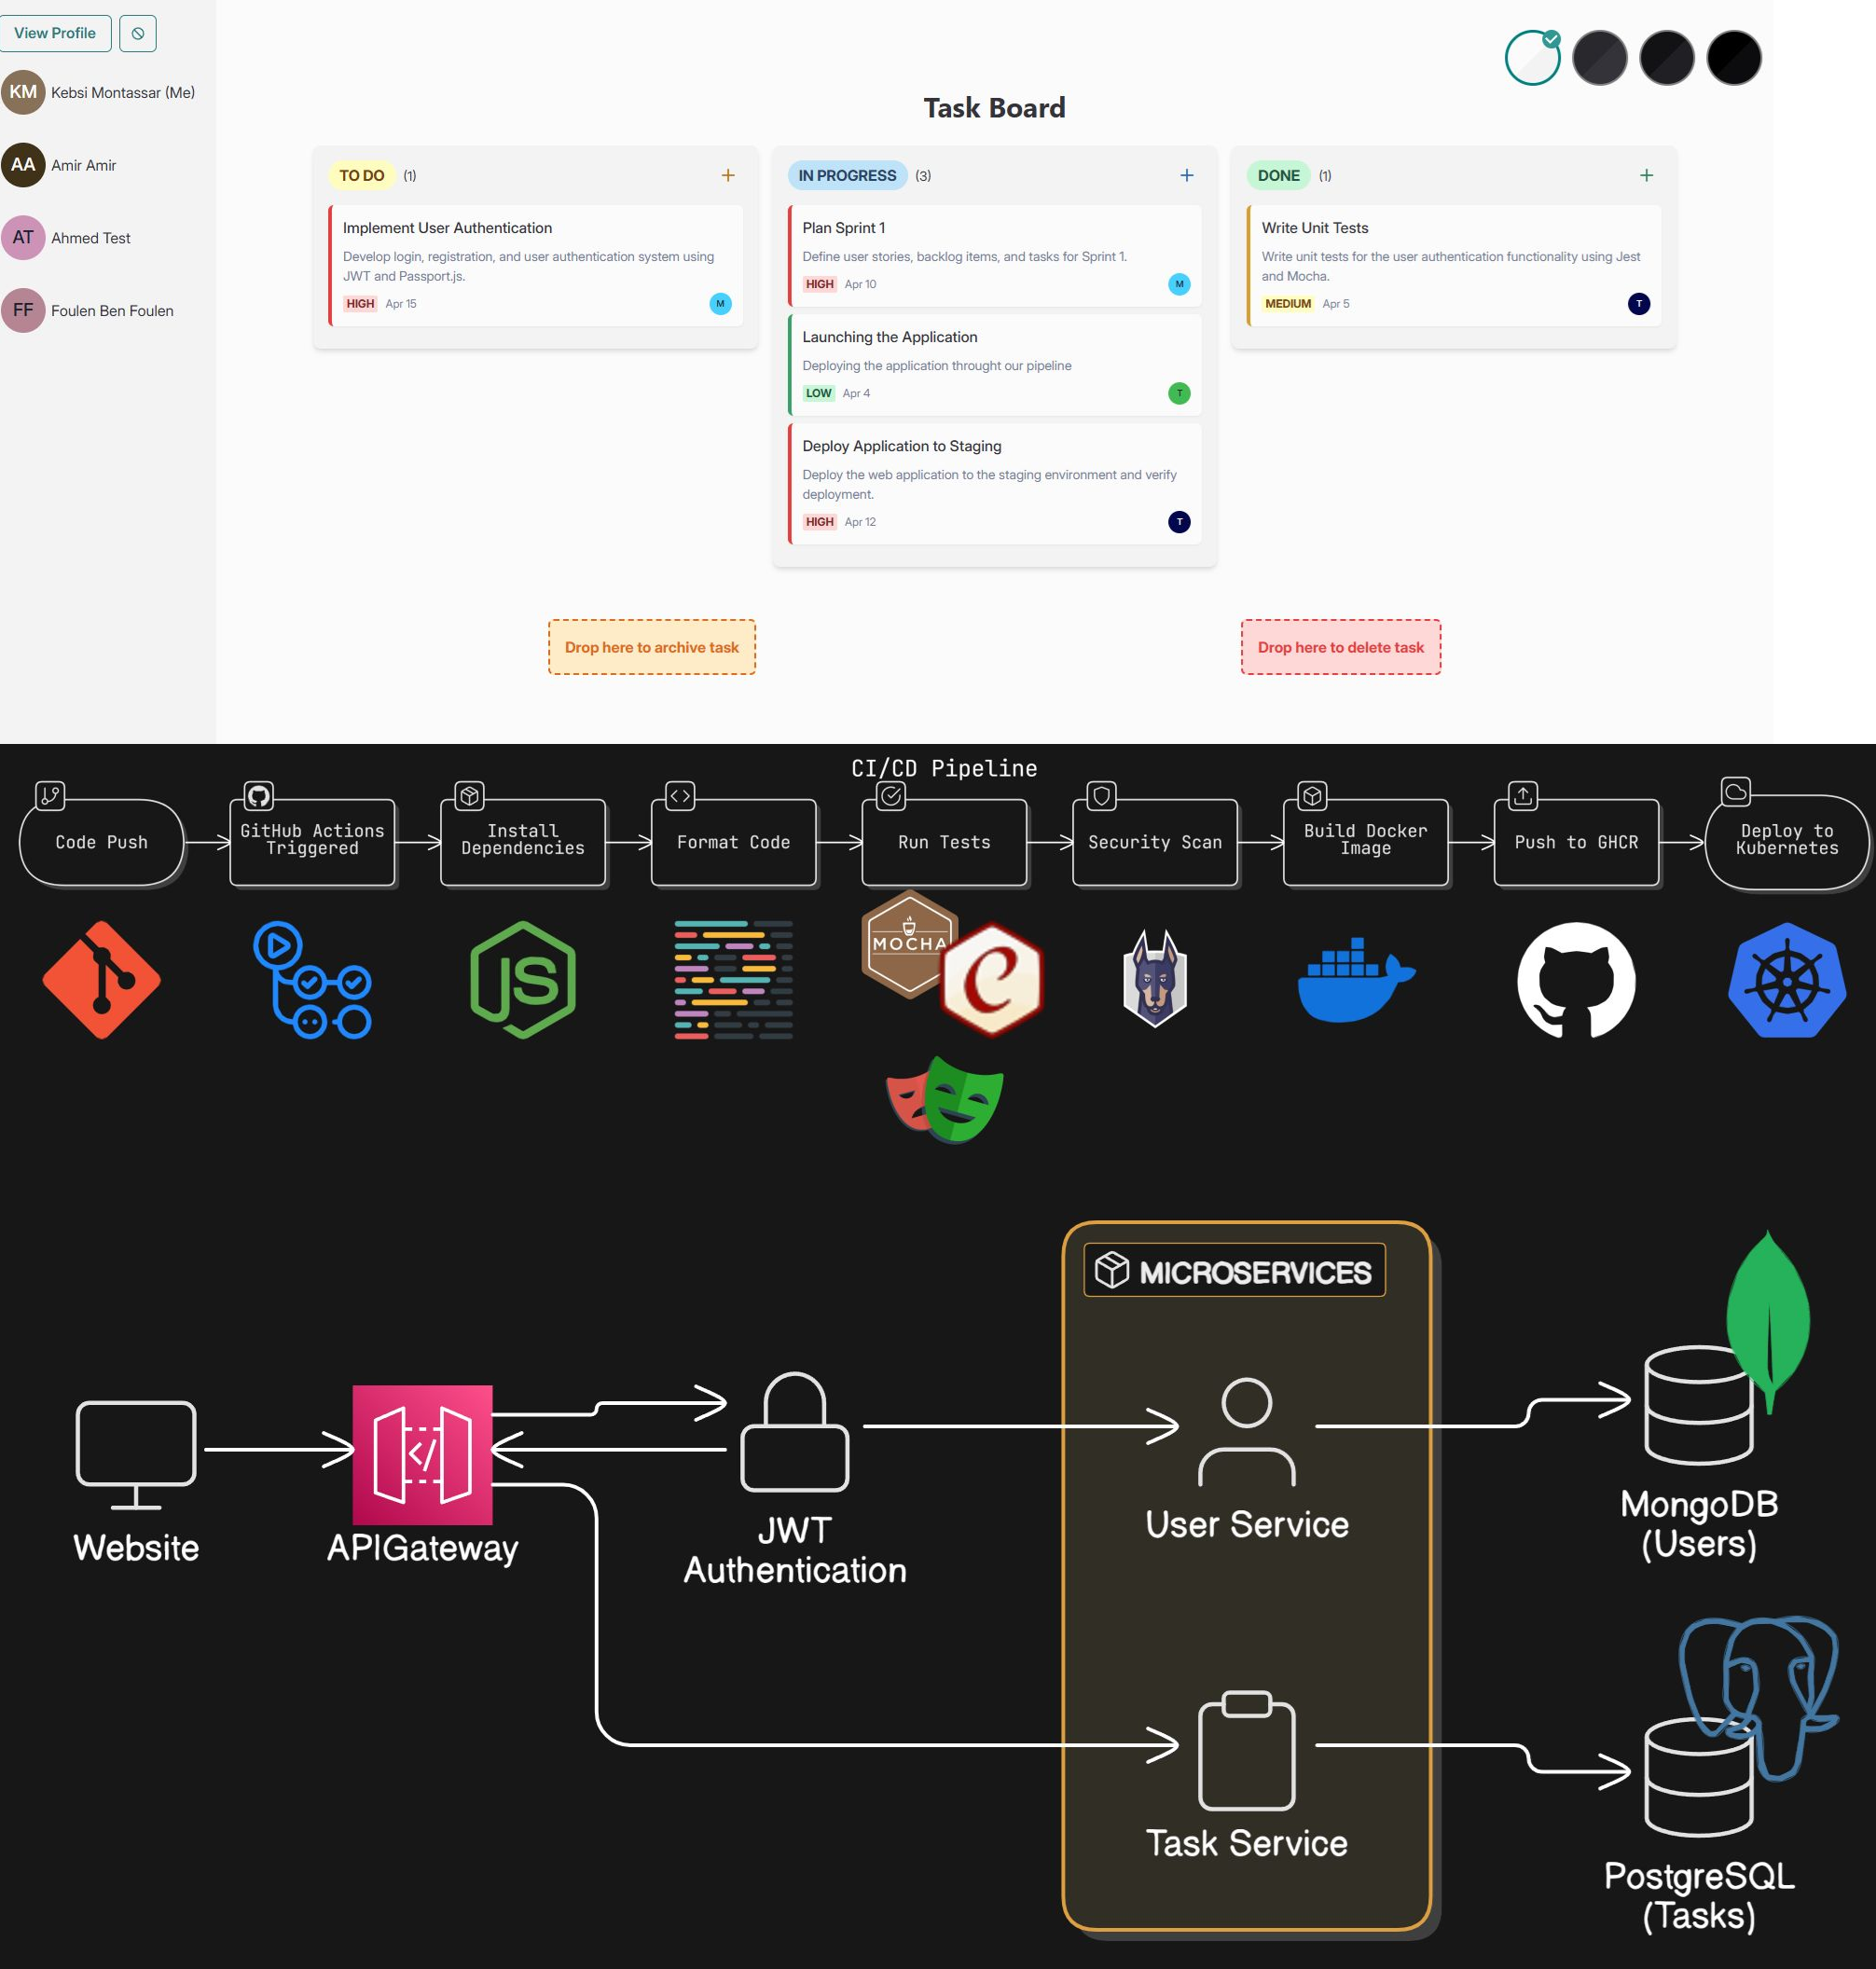 View Profile
KM Kebsi Montassar (Me)
AA Amir Amir
AT Ahmed Test
FF Foulen Ben Foulen
Task Board
TO DO (1)
Implement User Authentication
Develop login, registration, and user authentication system using
JWT and Passport.js.
HIGH Apr 15 M
IN PROGRESS (3)
Plan Sprint 1
Define user stories, backlog items, and tasks for Sprint 1.
HIGH Apr 10 M
Launching the Application
Deploying the application throught our pipeline
LOW Apr 4 T
Deploy Application to Staging
Deploy the web application to the staging environment and verify
deployment.
HIGH Apr 12 T
DONE (1)
Write Unit Tests
Write unit tests for the user authentication functionality using Jest
and Mocha.
MEDIUM Apr 5 T
Drop here to archive task
Drop here to delete task
CI/CD Pipeline
Code Push
GitHub Actions
Triggered
Install
Dependencies
Format Code
Run Tests
Security Scan
Build Docker
Image
Push to GHCR
Deploy to
Kubernetes
JS
MOCHA
C
MICROSERVICES
Website
APIGateway
JWT
Authentication
User Service
MongoDB
(Users)
Task Service
PostgreSQL
(Tasks)